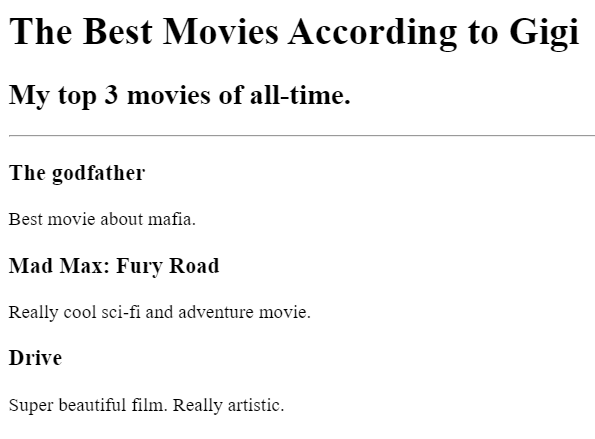 The Best Movies According to Gigi
My top 3 movies of all-time.
The godfather
Best movie about mafia.
Mad Max: Fury Road
Really cool sci-fi and adventure movie.
Drive
Super beautiful film. Really artistic.